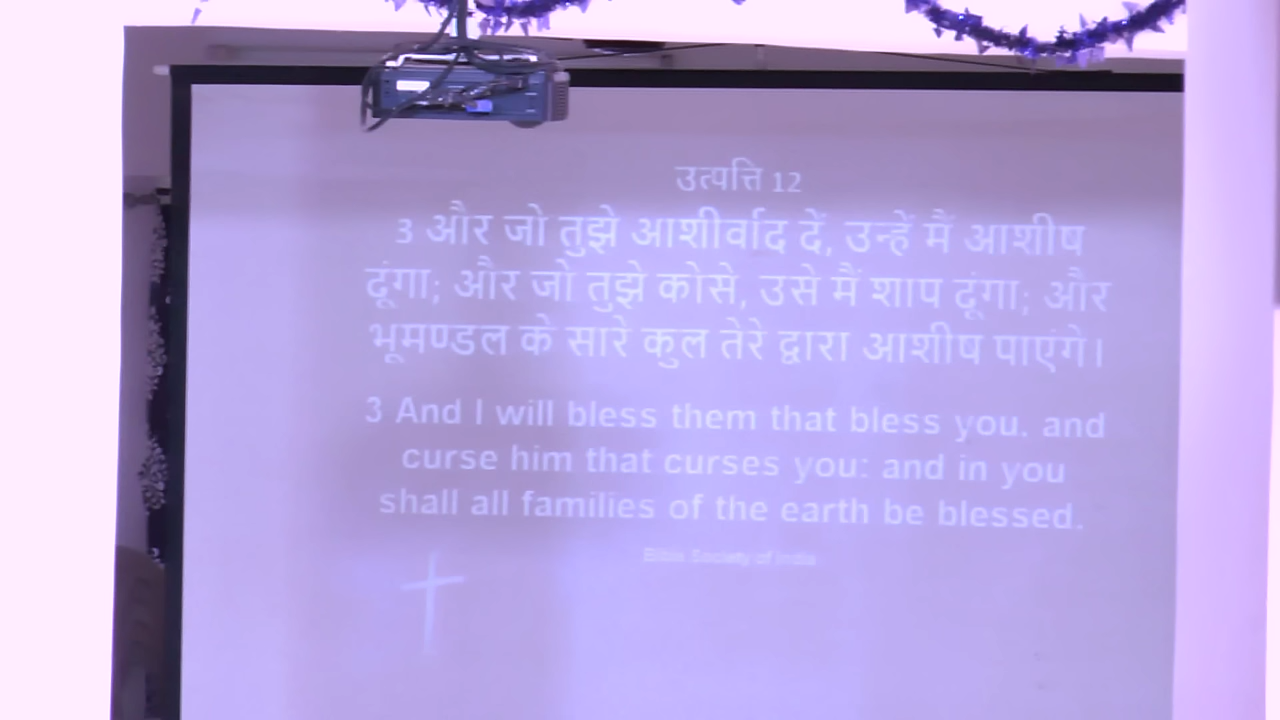 उत्पत्ति 12
3 और जो तुझे आशीर्वाद दें, उन्हें मैं आशीष
दूंगा; और जो तुझे कोसे, उसे मैं शाप दूंगा; और
भूमण्डल के सारे कुल तेरे द्वारा आशीष पाएंगे।
3 And I will bless them that bless you. and
curse him that curses you: and in you
shall all families of the earth be blessed.
Bible Society of India